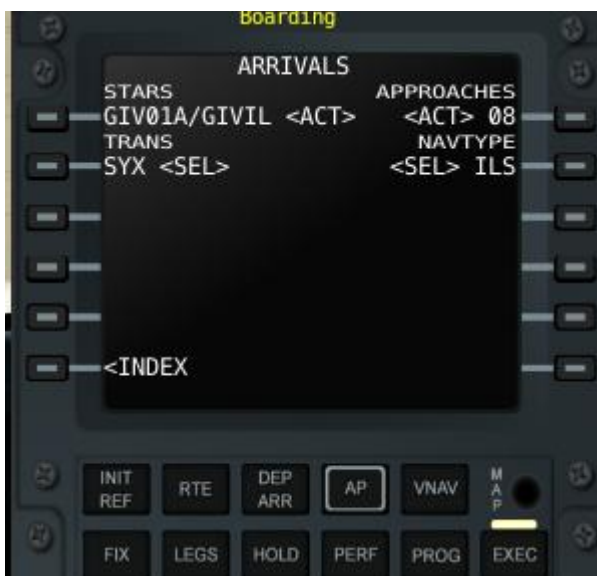 Boarding
ARRIVALS
STARS APPROACHES
GIV01A/GIVIL <ACT> <ACT> 08
TRANS NAVTYPE
SYX <SEL> <SEL> ILS
<INDEX
INIT REF RTE DEP ARR AP VNAV MAP
FIX LEGS HOLD PERF PROG EXEC